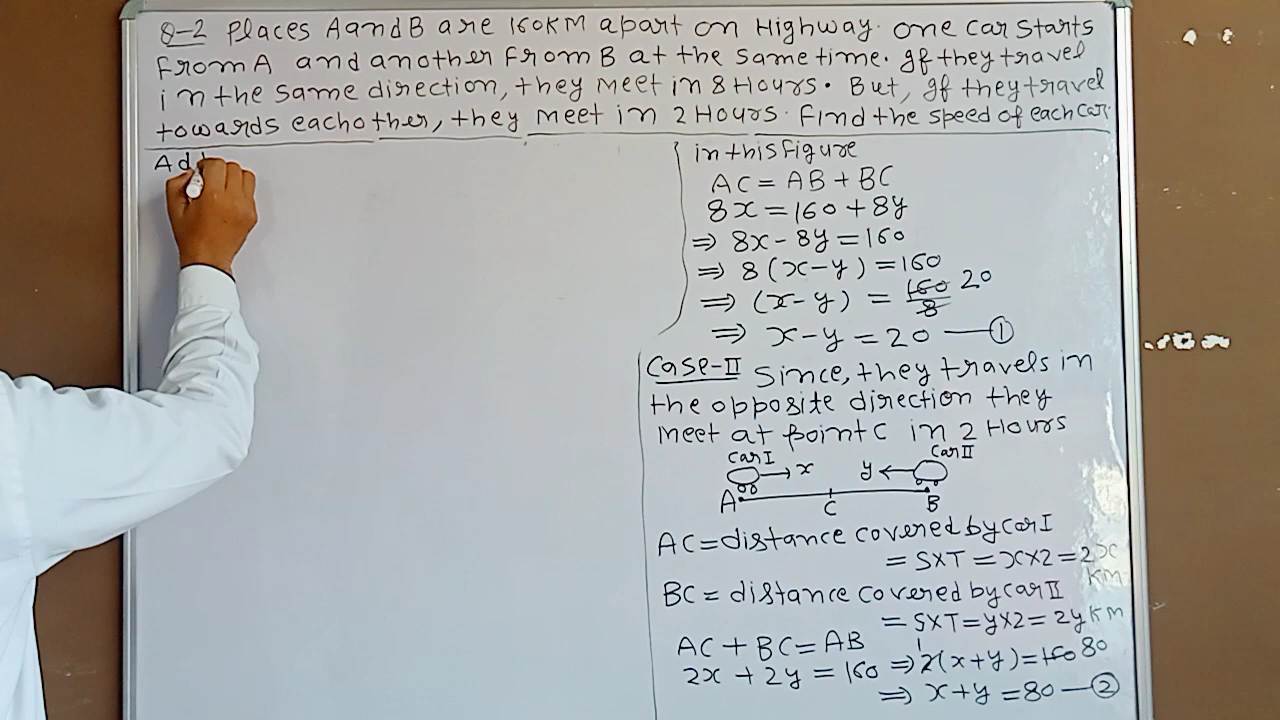 Q-2 Places A and B are 160KM apart on Highway. one car starts
From A and another From B at the same time. If they travel
in the same direction, they meet in 8 Hours. But, If they travel
towards eachother, they meet in 2 Hours. Find the speed of each car.
Ad
in this Figure
AC = AB + BC
8x = 160 + 8y
⇒ 8x - 8y = 160
⇒ 8 (x-y) = 160
⇒ (x-y) = 160/8 20
⇒ x-y = 20 — ①
Case-II Since, they travels in
the opposite direction they
Meet at point C in 2 Hours
Car I Car II
→ x y ←
A C B
AC = distance covered by Car I
= S×T = x×2 = 2x
KM
BC = distance covered by Car II
= S×T = y×2 = 2y KM
AC + BC = AB
2x + 2y = 160 ⇒ 2(x+y) = 160 80
1
⇒ x+y = 80 — ②